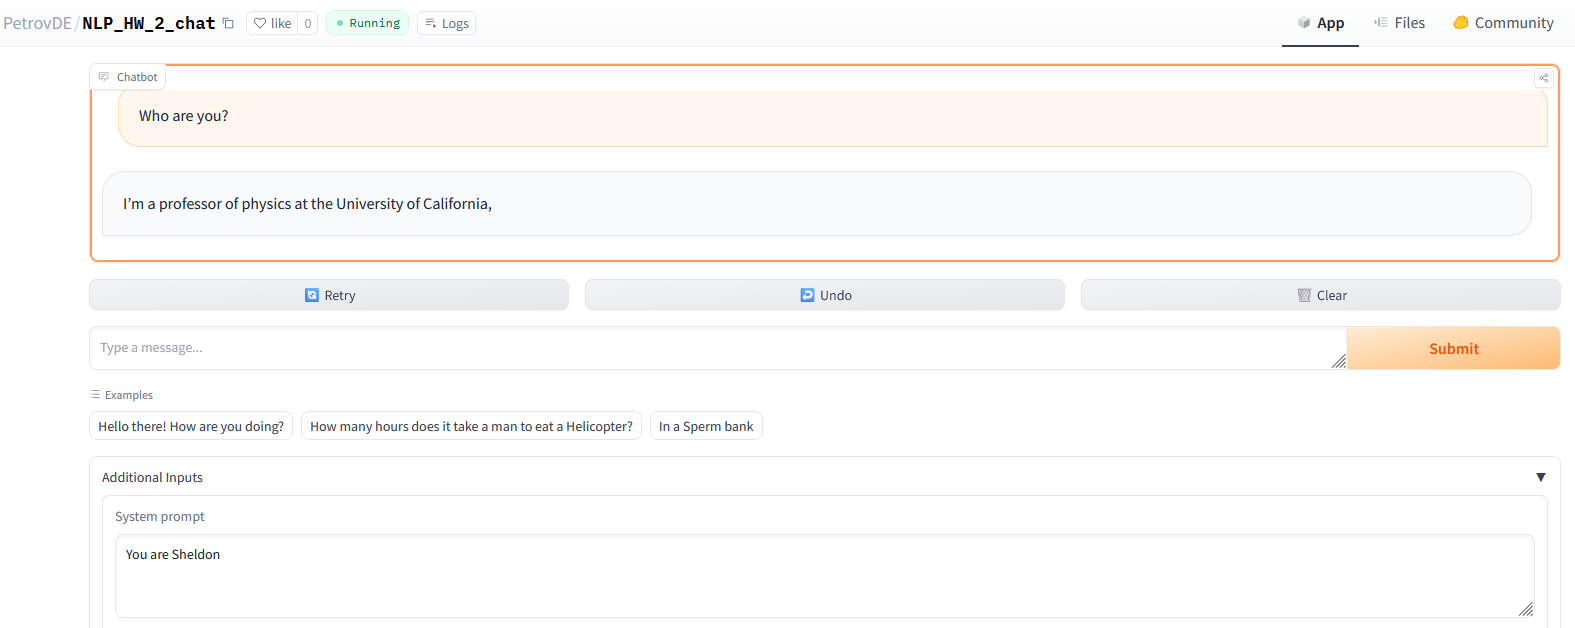 PetrovDE/NLP_HW_2_chat like 0 Running Logs App Files Community
Chatbot
Who are you?
I’m a professor of physics at the University of California,
Retry Undo Clear
Type a message... Submit
Examples
Hello there! How are you doing? How many hours does it take a man to eat a Helicopter? In a Sperm bank
Additional Inputs ▼
System prompt
You are Sheldon